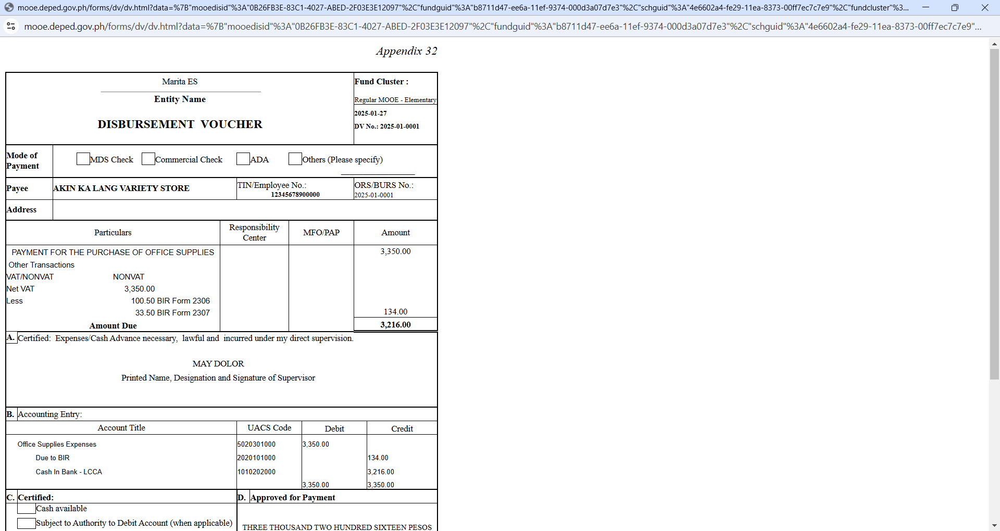 mooe.deped.gov.ph/forms/dv/dv.html?data=%7B"mooedisid"%3A"0B26FB3E-83C1-4027-ABED-2F03E3E12097"%2C"fundguid"%3A"b8711d47-ee6a-11ef-9374-000d3a07d7e3"%2C"schguid"%3A"4e6602a4-fe29-11ea-8373-00ff7ec7c7e9"%2C"fundcluster"%3...
mooe.deped.gov.ph/forms/dv/dv.html?data=%7B"mooedisid"%3A"0B26FB3E-83C1-4027-ABED-2F03E3E12097"%2C"fundguid"%3A"b8711d47-ee6a-11ef-9374-000d3a07d7e3"%2C"schguid"%3A"4e6602a4-fe29-11ea-8373-00ff7ec7c7e9"...
Appendix 32
Marita ES
Entity Name
DISBURSEMENT VOUCHER
Fund Cluster :
Regular MOOE - Elementary
2025-01-27
DV No.: 2025-01-0001
Mode of Payment
MDS Check Commercial Check ADA Others (Please specify)
Payee AKIN KA LANG VARIETY STORE
TIN/Employee No.:
12345678900000
ORS/BURS No.:
2025-01-0001
Address
Particulars Responsibility Center MFO/PAP Amount
PAYMENT FOR THE PURCHASE OF OFFICE SUPPLIES 3,350.00
Other Transactions
VAT/NONVAT NONVAT
Net VAT 3,350.00
Less 100.50 BIR Form 2306
33.50 BIR Form 2307 134.00
Amount Due 3,216.00
A. Certified: Expenses/Cash Advance necessary, lawful and incurred under my direct supervision.
MAY DOLOR
Printed Name, Designation and Signature of Supervisor
B. Accounting Entry:
Account Title UACS Code Debit Credit
Office Supplies Expenses 5020301000 3,350.00
Due to BIR 2020101000 134.00
Cash In Bank - LCCA 1010202000 3,216.00
3,350.00 3,350.00
C. Certified:
Cash available
Subject to Authority to Debit Account (when applicable)
D. Approved for Payment
THREE THOUSAND TWO HUNDRED SIXTEEN PESOS